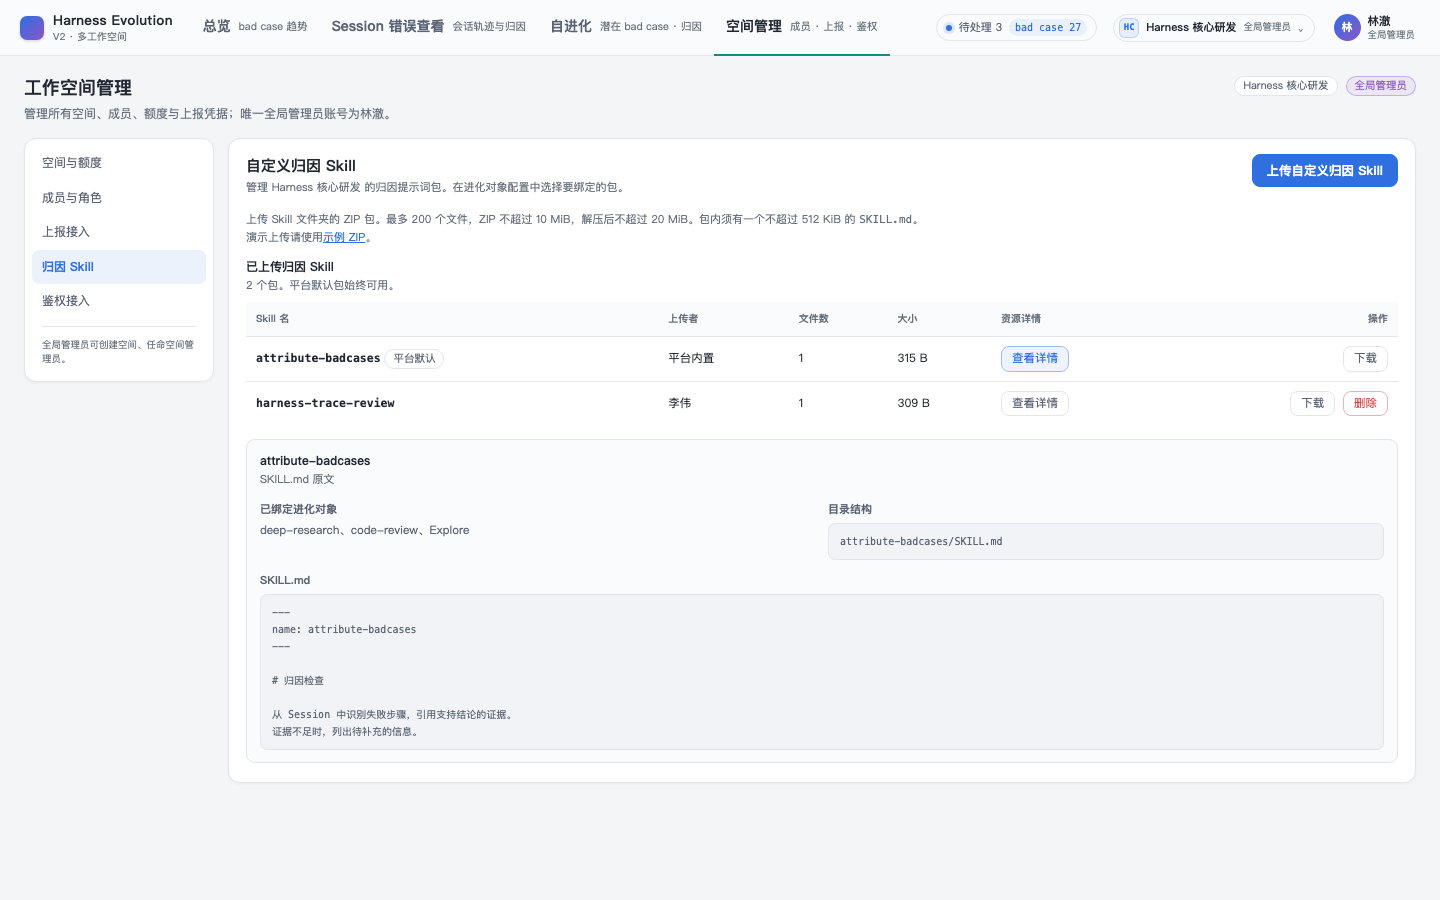 Harness Evolution
V2 · 多工作空间
总览 bad case 趋势
Session 错误查看 会话轨迹与归因
自进化 潜在 bad case · 归因
空间管理 成员 · 上报 · 鉴权
待处理 3 bad case 27
HC Harness 核心研发 全局管理员
林 林澈
全局管理员
工作空间管理
管理所有空间、成员、额度与上报凭据；唯一全局管理员账号为林澈。
Harness 核心研发 全局管理员
空间与额度
成员与角色
上报接入
归因 Skill
鉴权接入
全局管理员可创建空间、任命空间管
理员。
自定义归因 Skill
管理 Harness 核心研发 的归因提示词包。在进化对象配置中选择要绑定的包。
上传自定义归因 Skill
上传 Skill 文件夹的 ZIP 包。最多 200 个文件，ZIP 不超过 10 MiB，解压后不超过 20 MiB。包内须有一个不超过 512 KiB 的 SKILL.md。
演示上传请使用示例 ZIP。
已上传归因 Skill
2 个包。平台默认包始终可用。
Skill 名 上传者 文件数 大小 资源详情 操作
attribute-badcases 平台默认 平台内置 1 315 B 查看详情 下载
harness-trace-review 李伟 1 309 B 查看详情 下载 删除
attribute-badcases
SKILL.md 原文
已绑定进化对象
deep-research、code-review、Explore
目录结构
attribute-badcases/SKILL.md
SKILL.md
---
name: attribute-badcases
---
# 归因检查
从 Session 中识别失败步骤，引用支持结论的证据。
证据不足时，列出待补充的信息。